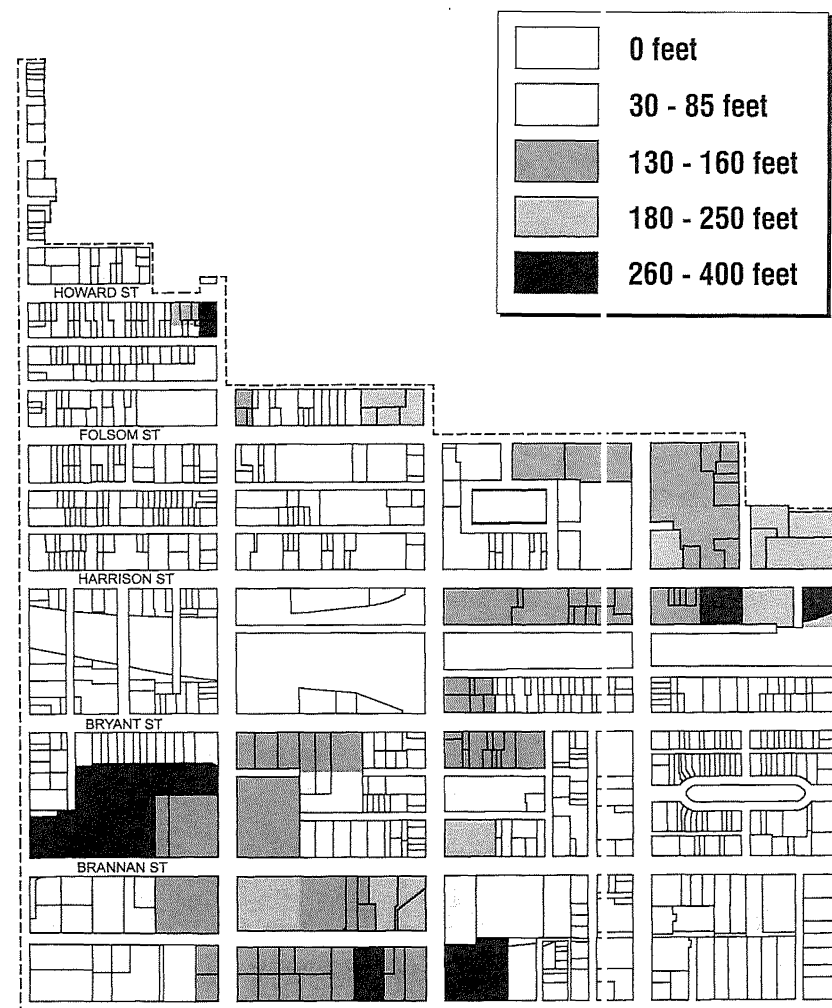 0 feet
30 - 85 feet
130 - 160 feet
180 - 250 feet
260 - 400 feet
HOWARD ST
FOLSOM ST
HARRISON ST
BRYANT ST
BRANNAN ST